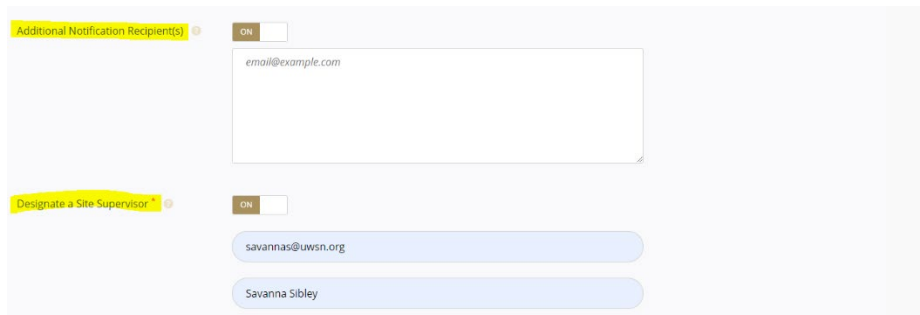 Additional Notification Recipient(s) ?
ON
email@example.com
Designate a Site Supervisor * ?
ON
savannas@uwsn.org
Savanna Sibley